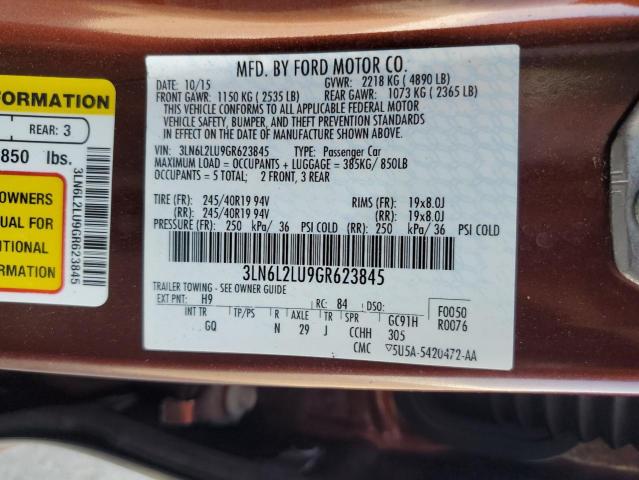 MFD. BY FORD MOTOR CO.
10/15 GVWR: 2218 KG ( 4890 LB)
FRONT GAWR: 1150 KG ( 2535 LB) REAR GAWR: 1073 KG ( 2365 LB)
THIS VEHICLE CONFORMS TO ALL APPLICABLE FEDERAL MOTOR
VEHICLE SAFETY, BUMPER, AND THEFT PREVENTION STANDARDS
IN EFFECT ON THE DATE OF MANUFACTURE SHOWN ABOVE.
VIN: 3LN6L2LU9GR623845 TYPE: Passenger Car
MAXIMUM LOAD = OCCUPANTS + LUGGAGE = 385KG/ 850LB
OCCUPANTS = 5 TOTAL; 2 FRONT, 3 REAR
TIRE (FR): 245/40R19 94V RIMS (FR): 19x8.0J
(RR): 245/40R19 94V (RR): 19x8.0J
PRESSURE (FR): 250 kPa/ 36 PSI COLD (RR) 250 kPa/ 36 PSI COLD
3LN6L2LU9GR623845
TRAILER TOWING - SEE OWNER GUIDE
EXT PNT: H9 RC: 84 DSO: F0050
INT TR TP/PS R AXLE TR SPR GC91H R0076
GQ N 29 J CCHH 305
CMC ▽5U5A-5420472-AA
FORMATION
REAR: 3
850 lbs.
OWNER'S
UAL FOR
ITIONAL
RMATION
3LN6L2LU9GR623845